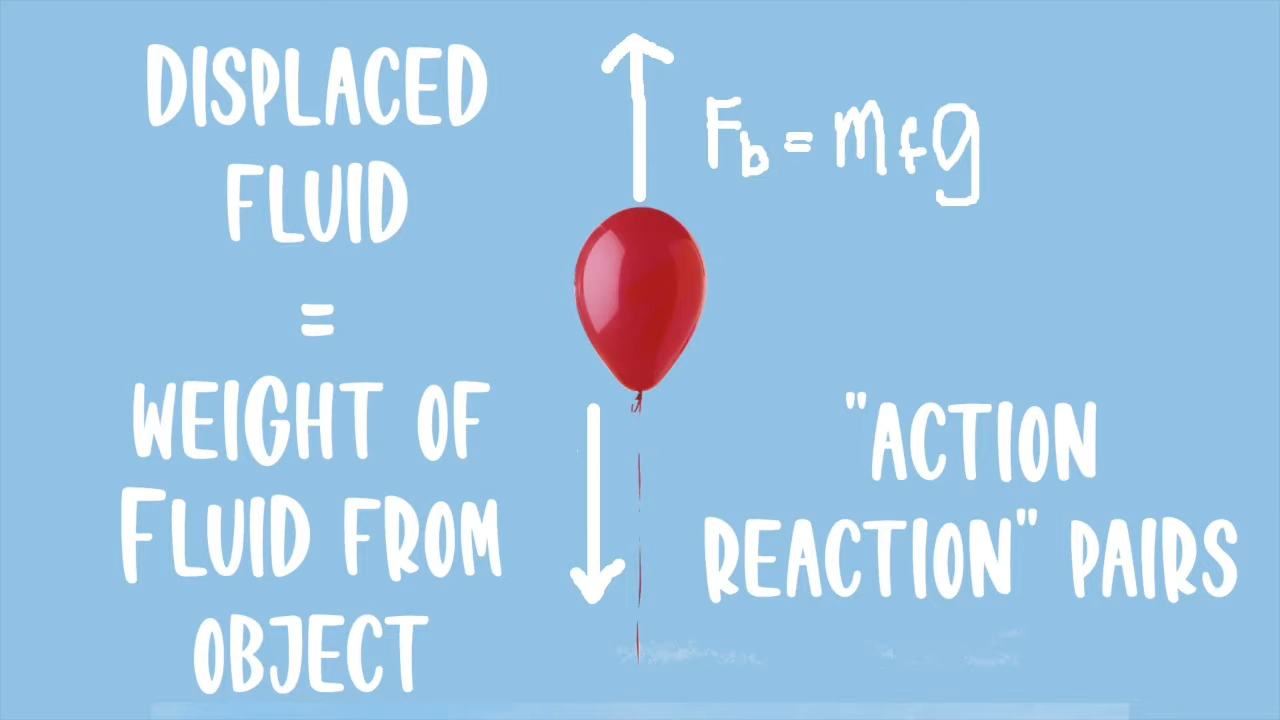 DISPLACED
FLUID
=
WEIGHT OF
FLUID FROM
OBJECT
Fb = mfg
"ACTION
REACTION" PAIRS